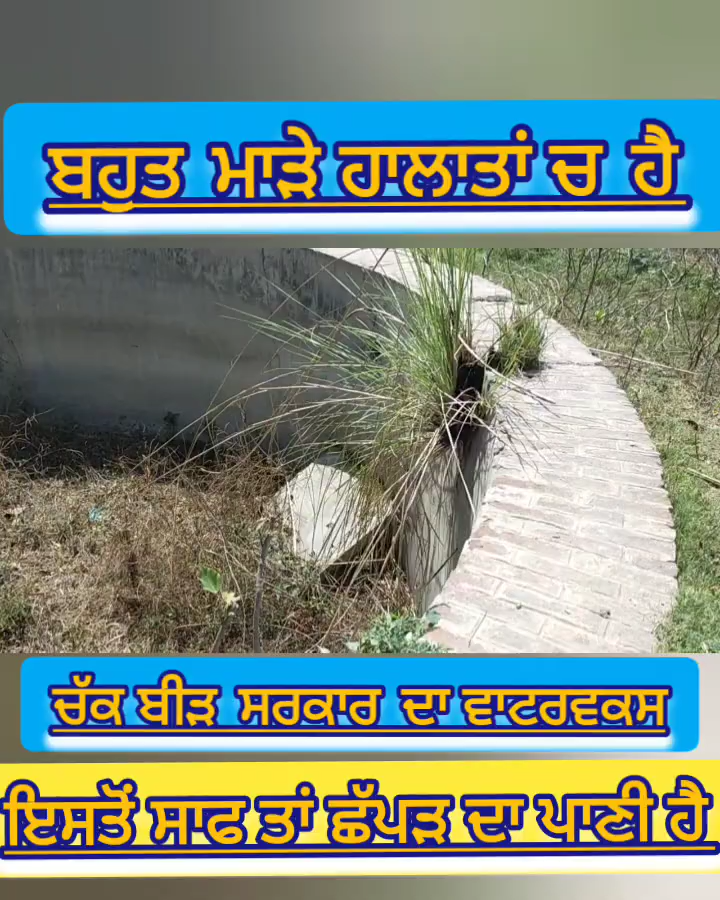 ਬਹੁਤ ਮਾੜੇ ਹਾਲਾਤਾਂ ਚ ਹੈ
ਚੱਕ ਬੀੜ ਸਰਕਾਰ ਦਾ ਵਾਟਰਵਕਸ
ਇਸਤੋਂ ਸਾਫ ਤਾਂ ਛੱਪੜ ਦਾ ਪਾਣੀ ਹੈ